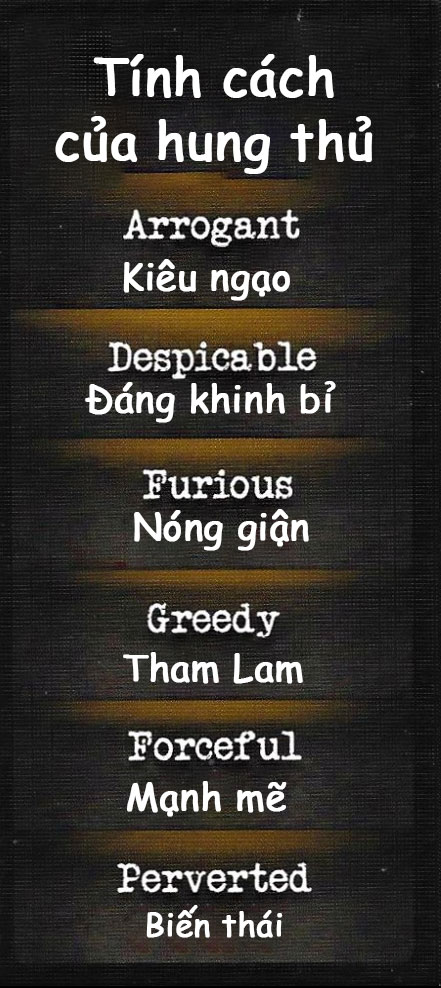 Tính cách
của hung thủ
Arrogant
Kiêu ngạo
Despicable
Đáng khinh bỉ
Furious
Nóng giận
Greedy
Tham Lam
Forceful
Mạnh mẽ
Perverted
Biến thái